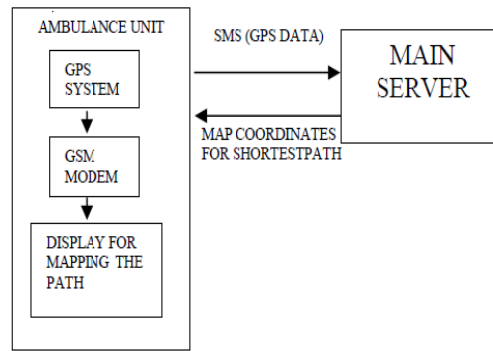 AMBULANCE UNIT
GPS
SYSTEM
GSM
MODEM
DISPLAY FOR
MAPPING THE
PATH
SMS (GPS DATA)
MAP COORDINATES
FOR SHORTESTPATH
MAIN
SERVER